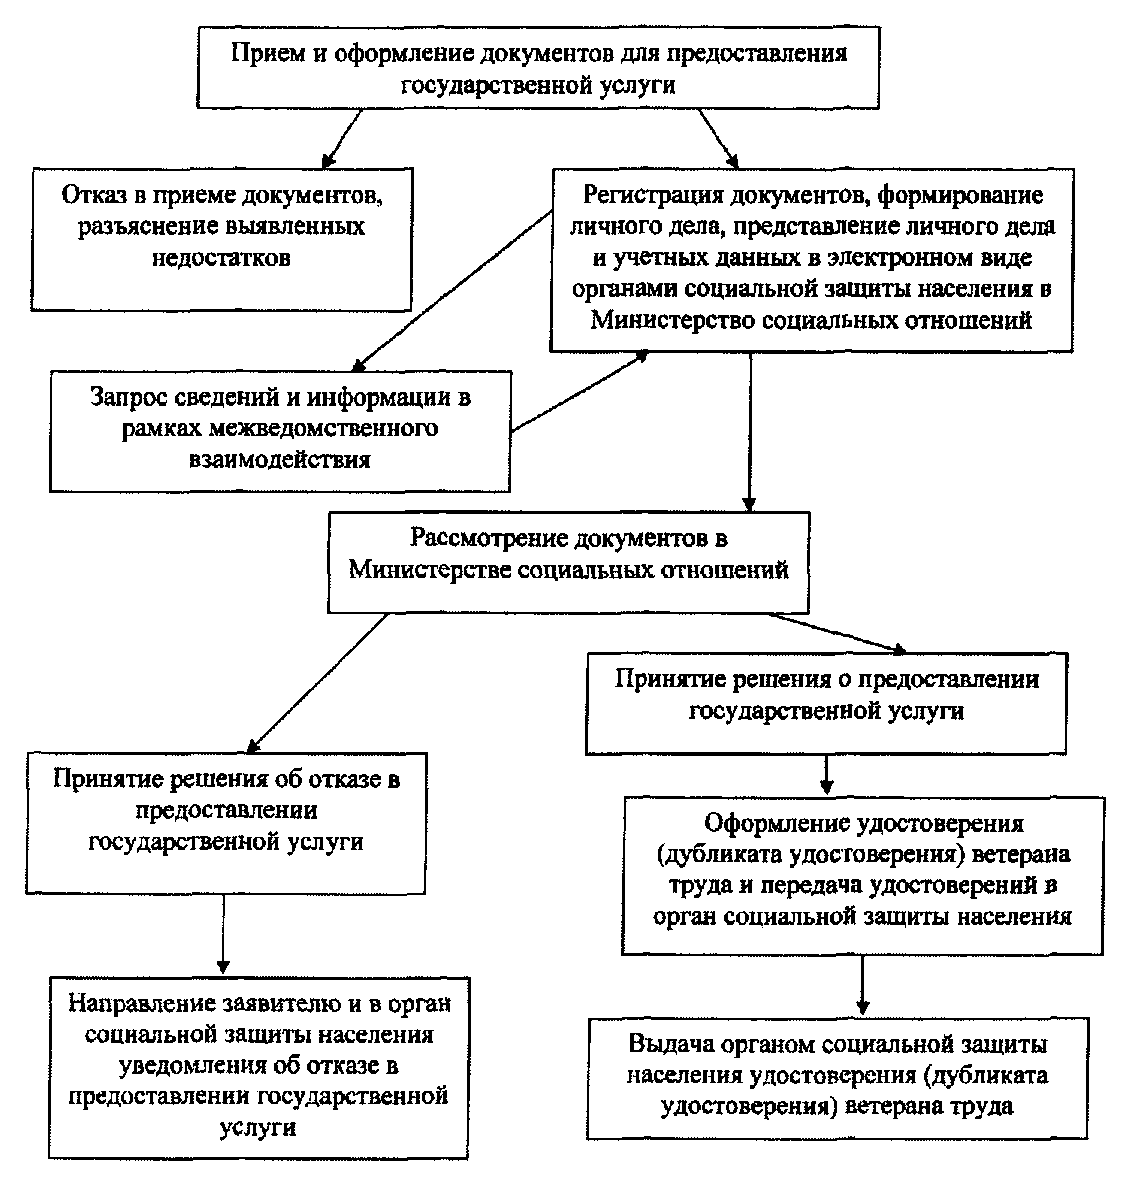 Прием и оформление документов для предоставления
государственной услуги
Отказ в приеме документов,
разъяснение выявленных
недостатков
Регистрация документов, формирование
личного дела, представление личного дела
и учетных данных в электронном виде
органами социальной защиты населения в
Министерство социальных отношений
Запрос сведений и информации в
рамках межведомственного
взаимодействия
Рассмотрение документов в
Министерстве социальных отношений
Принятие решения о предоставлении
государственной услуги
Принятие решения об отказе в
предоставлении
государственной услуги
Оформление удостоверения
(дубликата удостоверения) ветерана
труда и передача удостоверений в
орган социальной защиты населения
Направление заявителю и в орган
социальной защиты населения
уведомления об отказе в
предоставлении государственной
услуги
Выдача органом социальной защиты
населения удостоверения (дубликата
удостоверения) ветерана труда